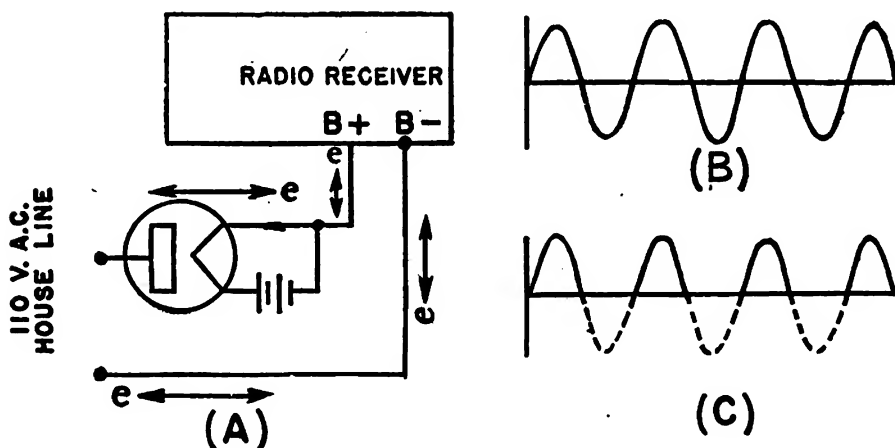 RADIO RECEIVER
B+ B-
e
e
110 V. A.C.
HOUSE LINE
e
e
(A)
(B)
(C)